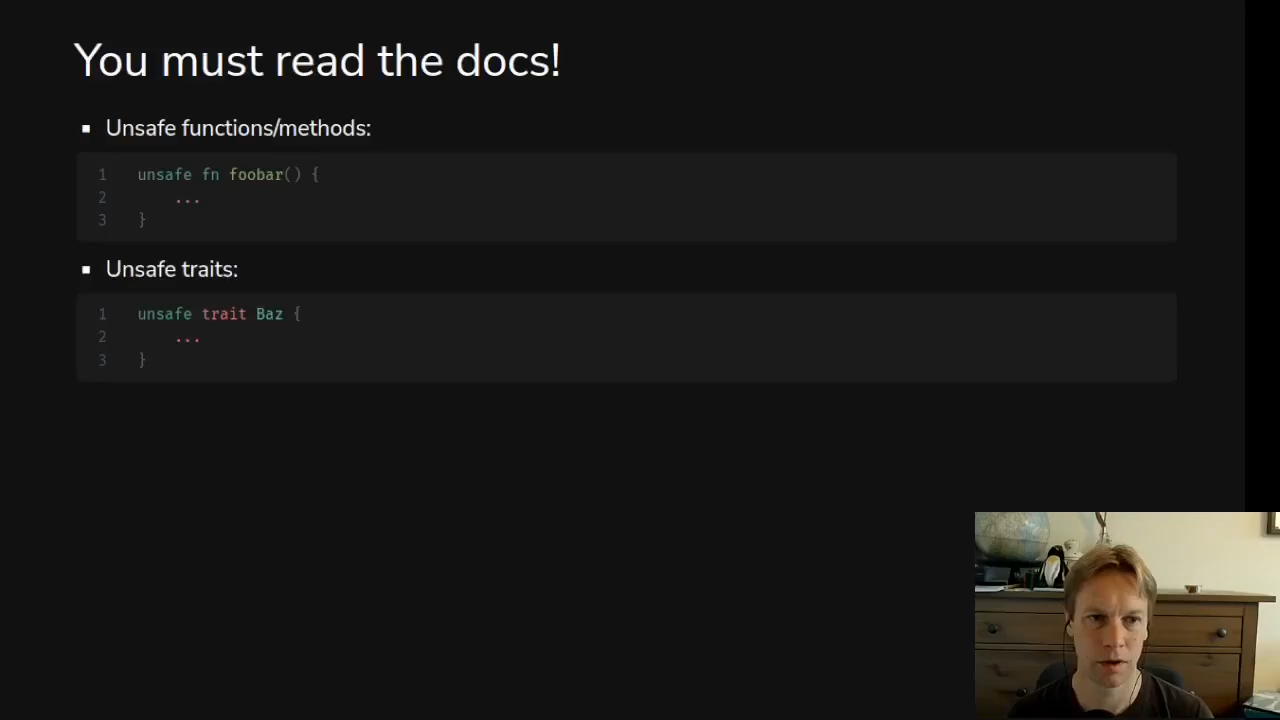 You must read the docs!
▪ Unsafe functions/methods:
1 unsafe fn foobar() {
2     ...
3 }
▪ Unsafe traits:
1 unsafe trait Baz {
2     ...
3 }